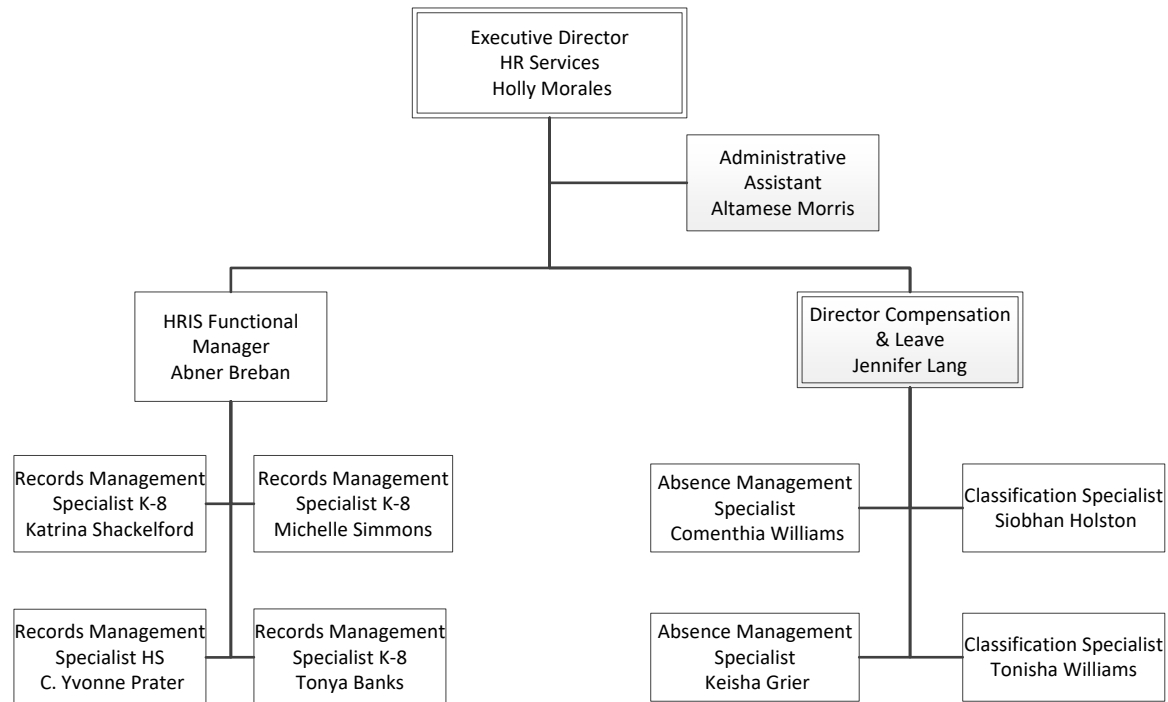 Executive Director
HR Services
Holly Morales
Administrative
Assistant
Altamese Morris
HRIS Functional
Manager
Abner Breban
Director Compensation
& Leave
Jennifer Lang
Records Management
Specialist K-8
Katrina Shackelford
Records Management
Specialist K-8
Michelle Simmons
Absence Management
Specialist
Comenthia Williams
Classification Specialist
Siobhan Holston
Records Management
Specialist HS
C. Yvonne Prater
Records Management
Specialist K-8
Tonya Banks
Absence Management
Specialist
Keisha Grier
Classification Specialist
Tonisha Williams